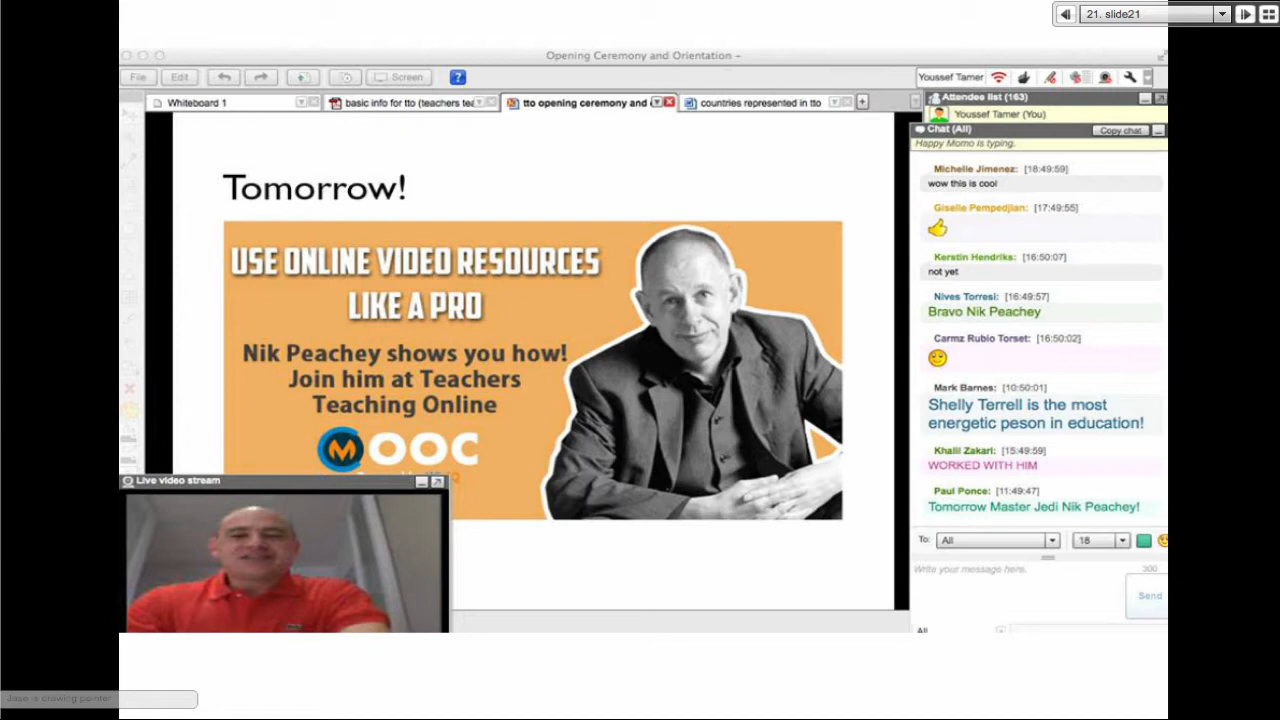 21. slide21
Opening Ceremony and Orientation –
File Edit Screen ?
Youssef Tamer
Whiteboard 1
basic info for tto (teachers tea
tto opening ceremony and
countries represented in tto
Attendee list (163)
Youssef Tamer (You)
Chat (All)
Copy chat
Happy Momo is typing.
Tomorrow!
USE ONLINE VIDEO RESOURCES
LIKE A PRO
Nik Peachey shows you how!
Join him at Teachers
Teaching Online
MOOC
Live video stream
Michelle Jimenez: [18:49:59]
wow this is cool
Giselle Pempedjian: [17:49:55]
Kerstin Hendriks: [16:50:07]
not yet
Nives Torresi: [16:49:57]
Bravo Nik Peachey
Carmz Rubio Torset: [16:50:02]
Mark Barnes: [10:50:01]
Shelly Terrell is the most
energetic peson in education!
Khalil Zakari: [15:49:59]
WORKED WITH HIM
Paul Ponce: [11:49:47]
Tomorrow Master Jedi Nik Peachey!
To: All 18
Write your message here. 300
Send
All
Jase is drawing pointer